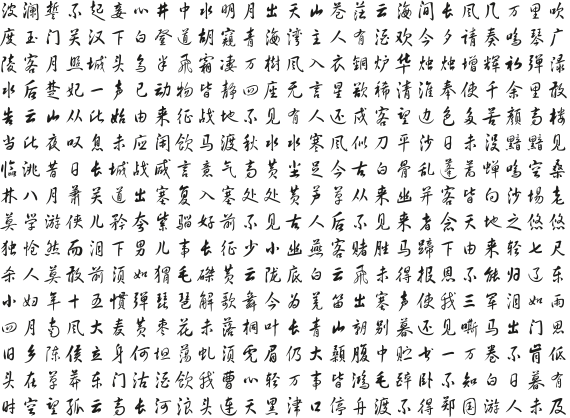 波澜誓不起妾心井中水明月出天山苍茫云海间长风几万里吹
度玉门关汉下白登道胡窥青海湾主人有酒欢今夕请奏鸣琴广
陵客月照城头乌半飞霜凄万树风入衣铜炉华烛烛增辉初弹渌
水后楚妃一声已动物皆静四座无言星欲稀清淮奉使千余里敢
告云山从此始由来征战地不见有人还戍客望边色多苦颜高楼
当此夜叹息未应闲饮马渡秋水水寒风似刀平沙日未没黯黯见
临洮昔日长城战咸言意气高黄尘足今古白骨乱蓬蒿蝉鸣空桑
林八月萧关道出塞复入塞处处黄芦草从来幽并客皆向沙场老
莫学游侠儿矜夸紫骝好前不见古人后不见来者念天地之悠悠
独怆然而泪下男儿事长征少小幽燕客赌胜马蹄下由来轻七尺
杀人莫敢前须如猬毛磔黄云陇底白云飞未得报恩不能归辽东
小妇年十五惯弹琵琶解歌舞今为羌笛出塞声使我三军泪如雨
四月南风大麦黄枣花未落桐叶长青山朝别暮还见嘶马出门思
旧乡陈侯立身何坦荡虬须虎眉仍大颡腹中贮书一万卷不肯低
头在草莽东门沽酒饮我曹心轻万事皆鸿毛醉卧不知白日暮有
时空望孤云高长河浪头连天黑津口停舟渡不得郑国游人未及